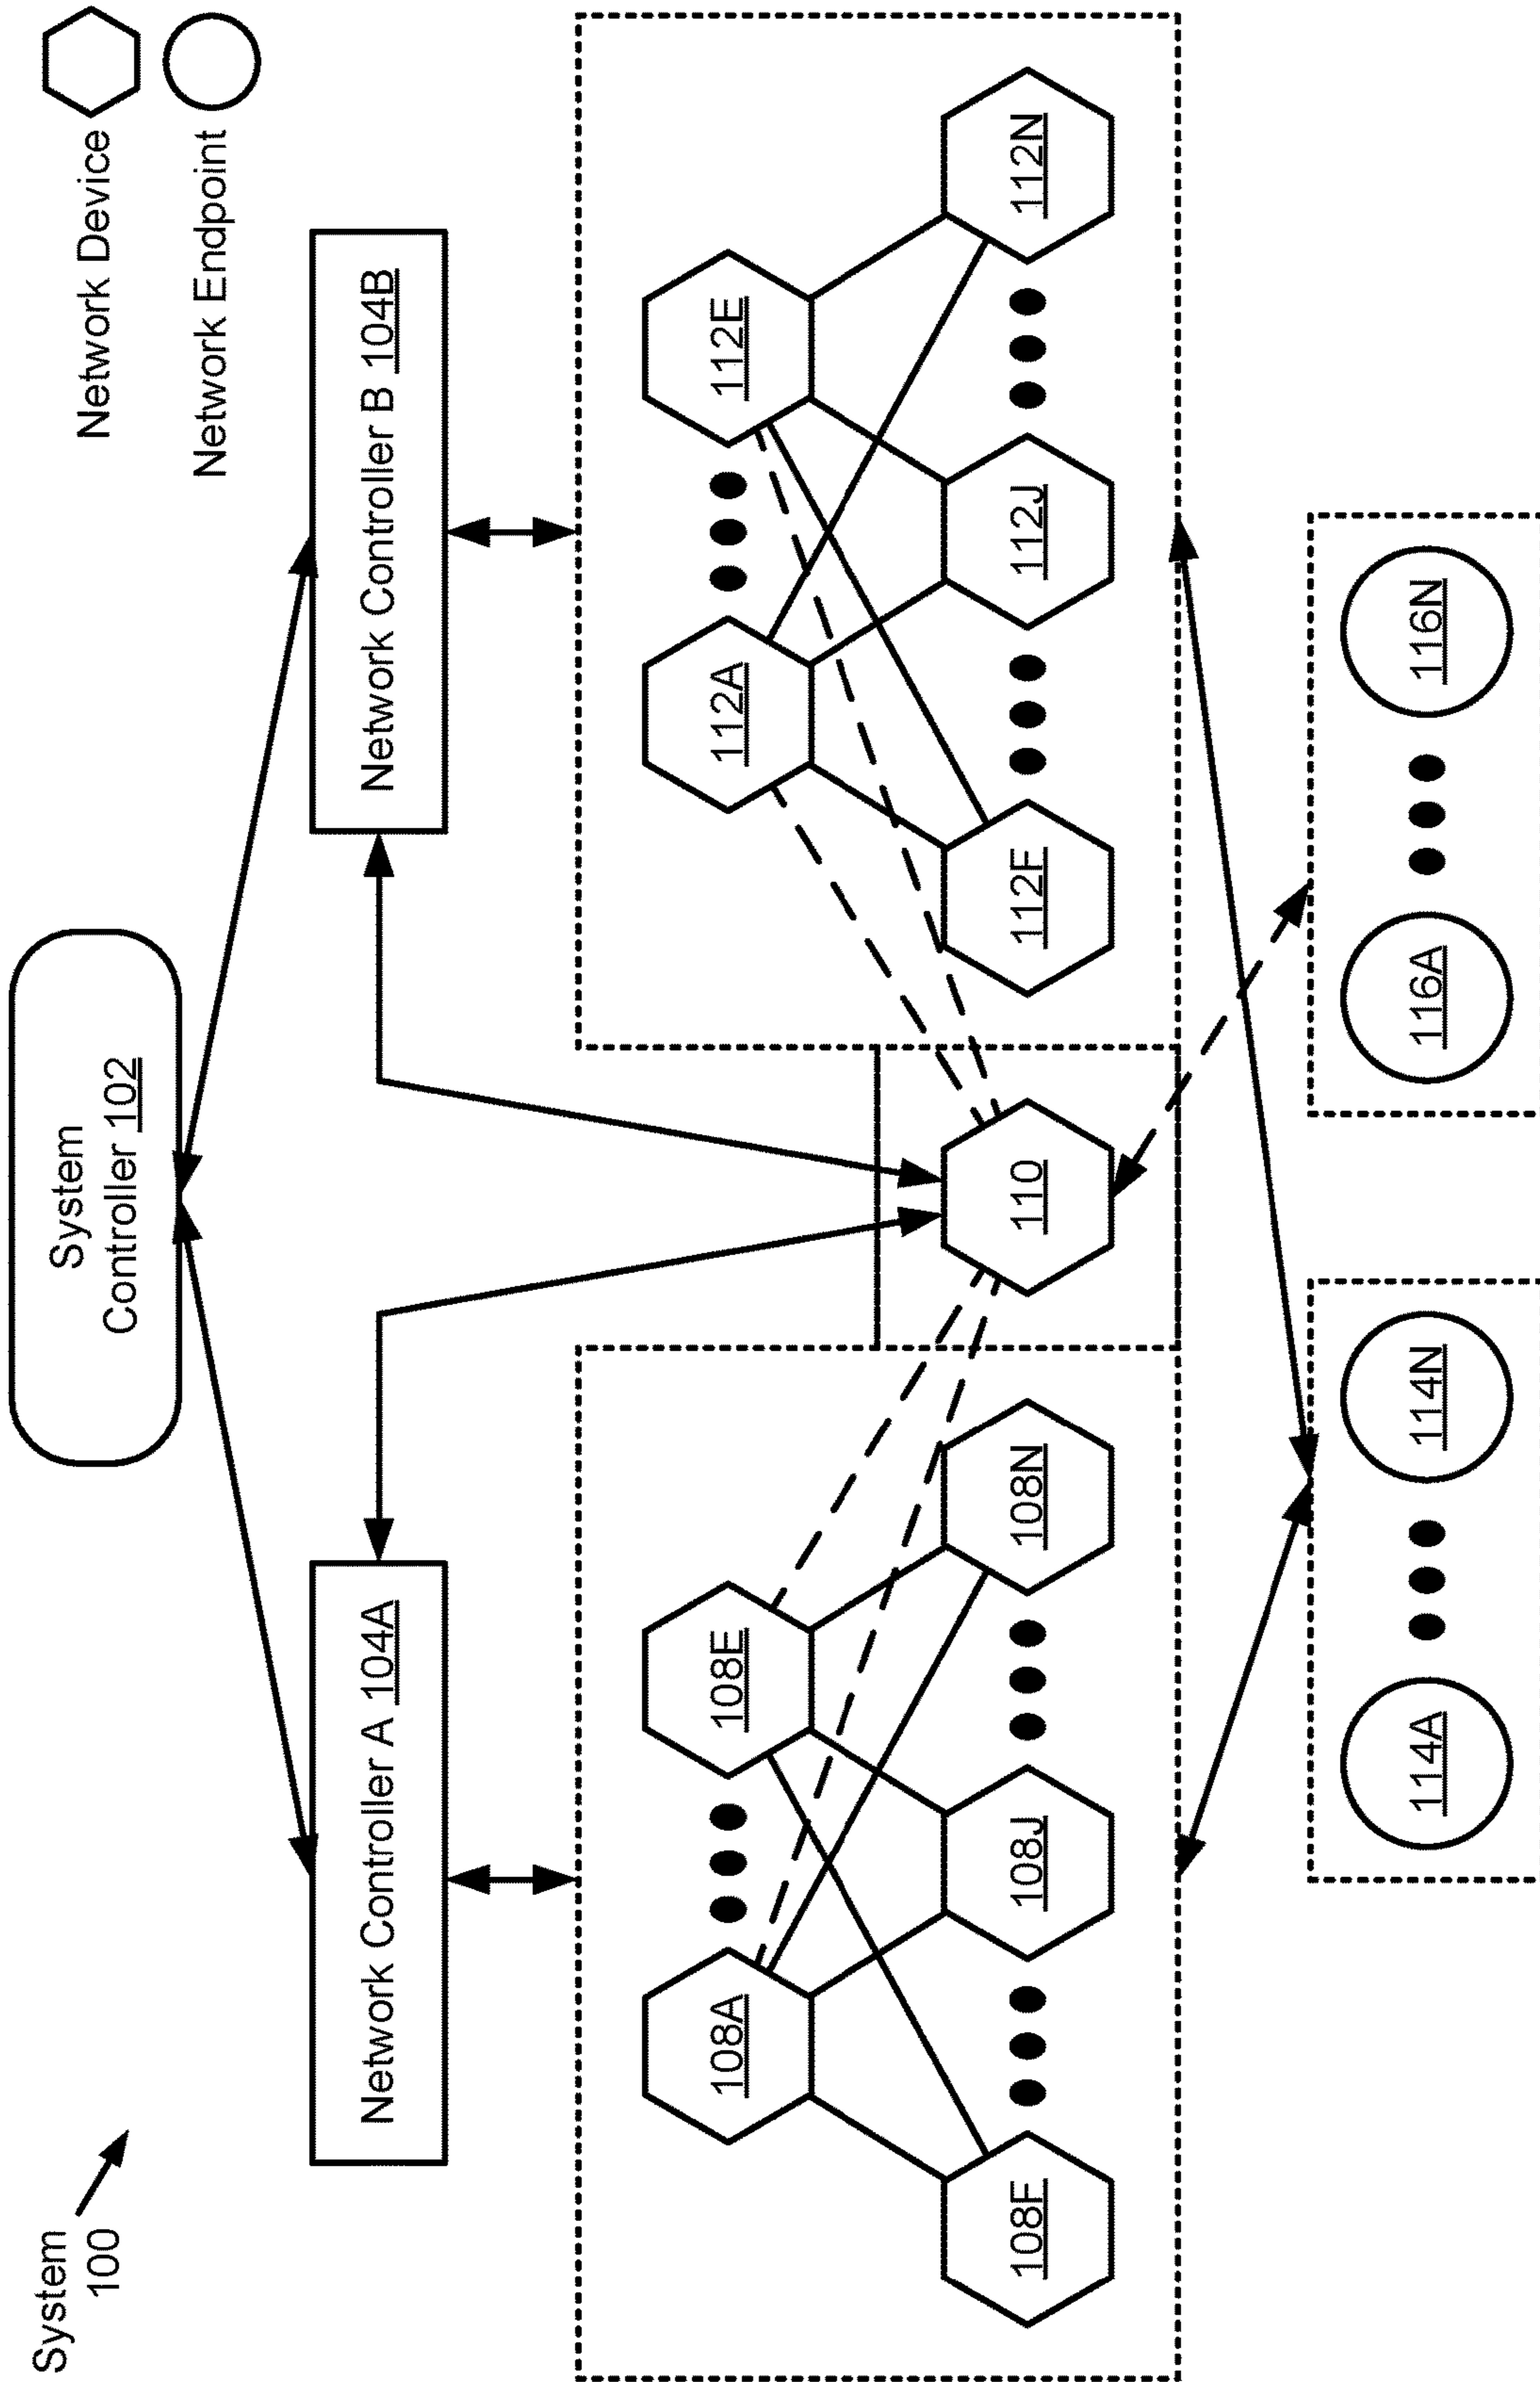 System
100
System
Controller 102
Network Device
Network Endpoint
Network Controller A 104A
Network Controller B 104B
108A
108E
112A
112E
108F
108J
108N
110
112F
112J
112N
114A
114N
116A
116N